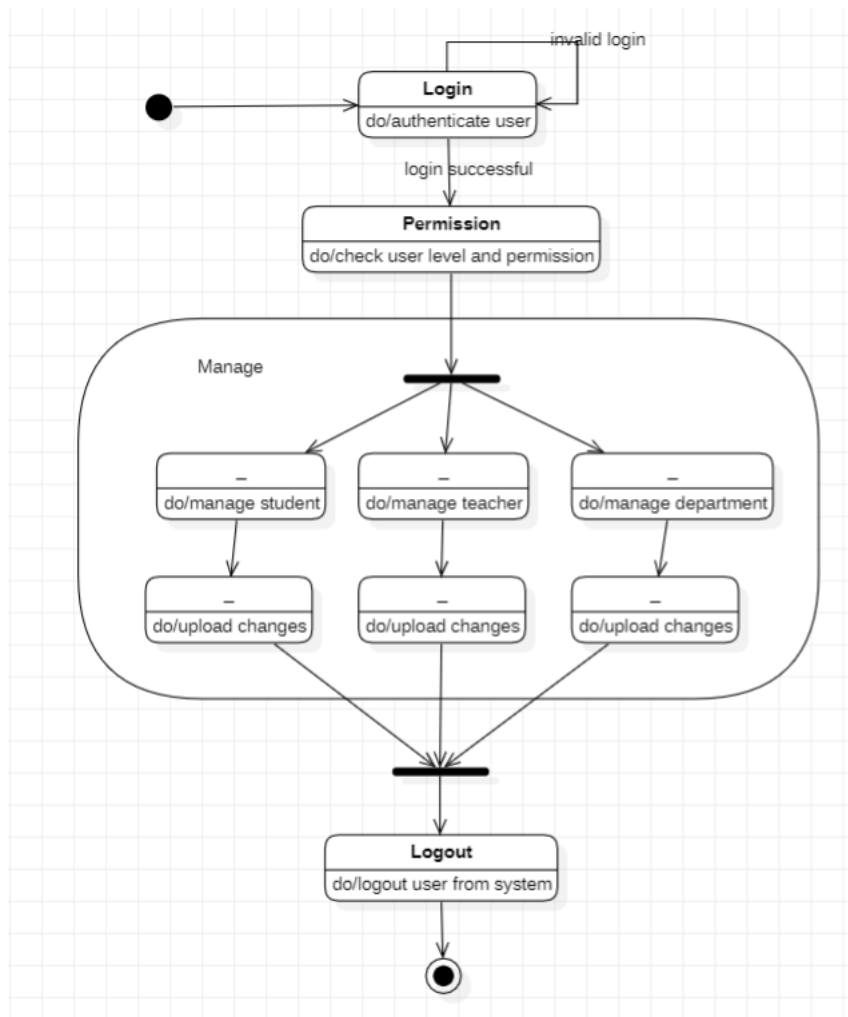 invalid login
Login
do/authenticate user
login successful
Permission
do/check user level and permission
Manage
–
–
–
do/manage student
do/manage teacher
do/manage department
–
–
–
do/upload changes
do/upload changes
do/upload changes
Logout
do/logout user from system